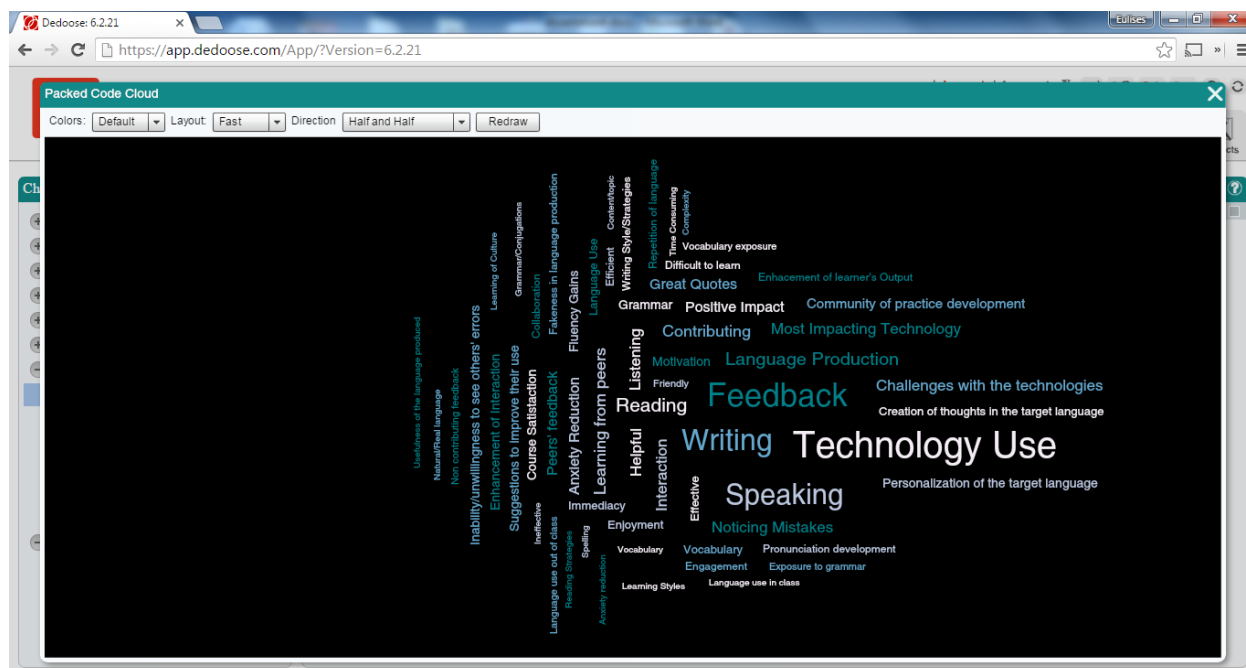 Dedoose: 6.2.21
Eulises
https://app.dedoose.com/App/?Version=6.2.21
Packed Code Cloud
Colors: Default Layout: Fast Direction Half and Half Redraw
cts
Ch
Usefulness of the language produced
Natural/Real language
Non contributing feedback
Inability/unwillingness to see others' errors
Learning of Culture
Enhancement of Interaction
Grammar/Conjugations
Suggestions to improve their use
Collaboration
Course Satistaction
Ineffective
Fakeness in language production
Peers' feedback
Language use out of class
Fluency Gains
Anxiety Reduction
Reading Strategies
Language Use
Spelling
Content/topic
Efficient
Learning from peers
Anxiety reduction
Writing Style/Strategies
Listening
Helpful
Repetition of language
Interaction
Time Consuming
Complexity
Effective
Vocabulary exposure
Difficult to learn
Enhacement of learner's Output
Great Quotes
Grammar
Positive Impact
Community of practice development
Contributing
Most Impacting Technology
Motivation
Language Production
Friendly
Feedback
Challenges with the technologies
Reading
Creation of thoughts in the target language
Writing
Technology Use
Speaking
Personalization of the target language
Immediacy
Enjoyment
Noticing Mistakes
Vocabulary
Vocabulary
Pronunciation development
Engagement
Exposure to grammar
Learning Styles
Language use in class